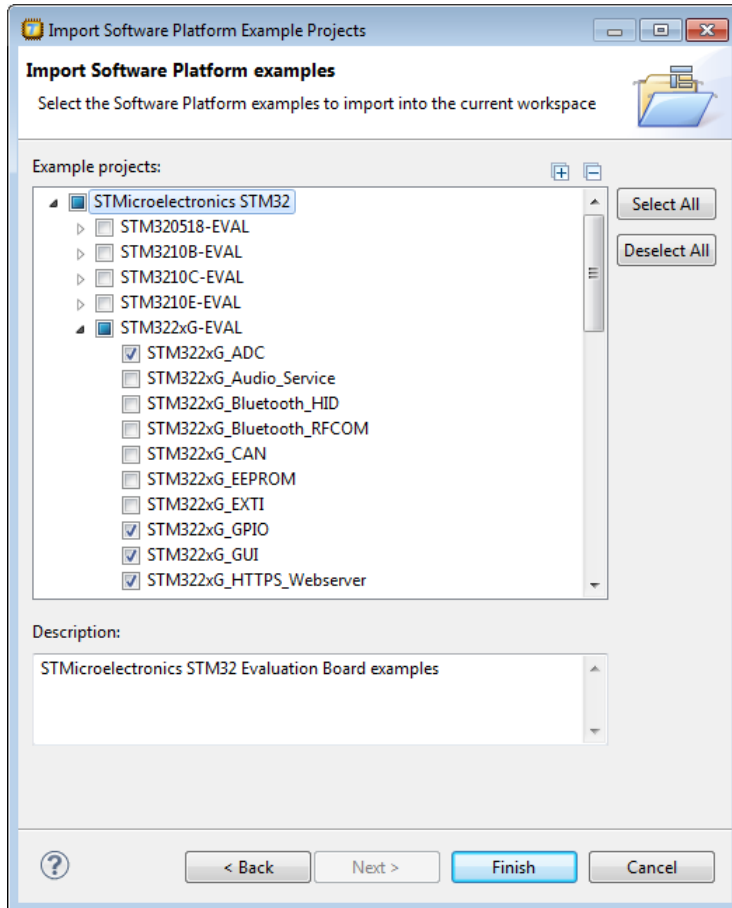 Import Software Platform Example Projects
Import Software Platform examples
Select the Software Platform examples to import into the current workspace
Example projects:
STMicroelectronics STM32
STM320518-EVAL
STM3210B-EVAL
STM3210C-EVAL
STM3210E-EVAL
STM322xG-EVAL
STM322xG_ADC
STM322xG_Audio_Service
STM322xG_Bluetooth_HID
STM322xG_Bluetooth_RFCOM
STM322xG_CAN
STM322xG_EEPROM
STM322xG_EXTI
STM322xG_GPIO
STM322xG_GUI
STM322xG_HTTPS_Webserver
Select All
Deselect All
Description:
STMicroelectronics STM32 Evaluation Board examples
? < Back Next > Finish Cancel